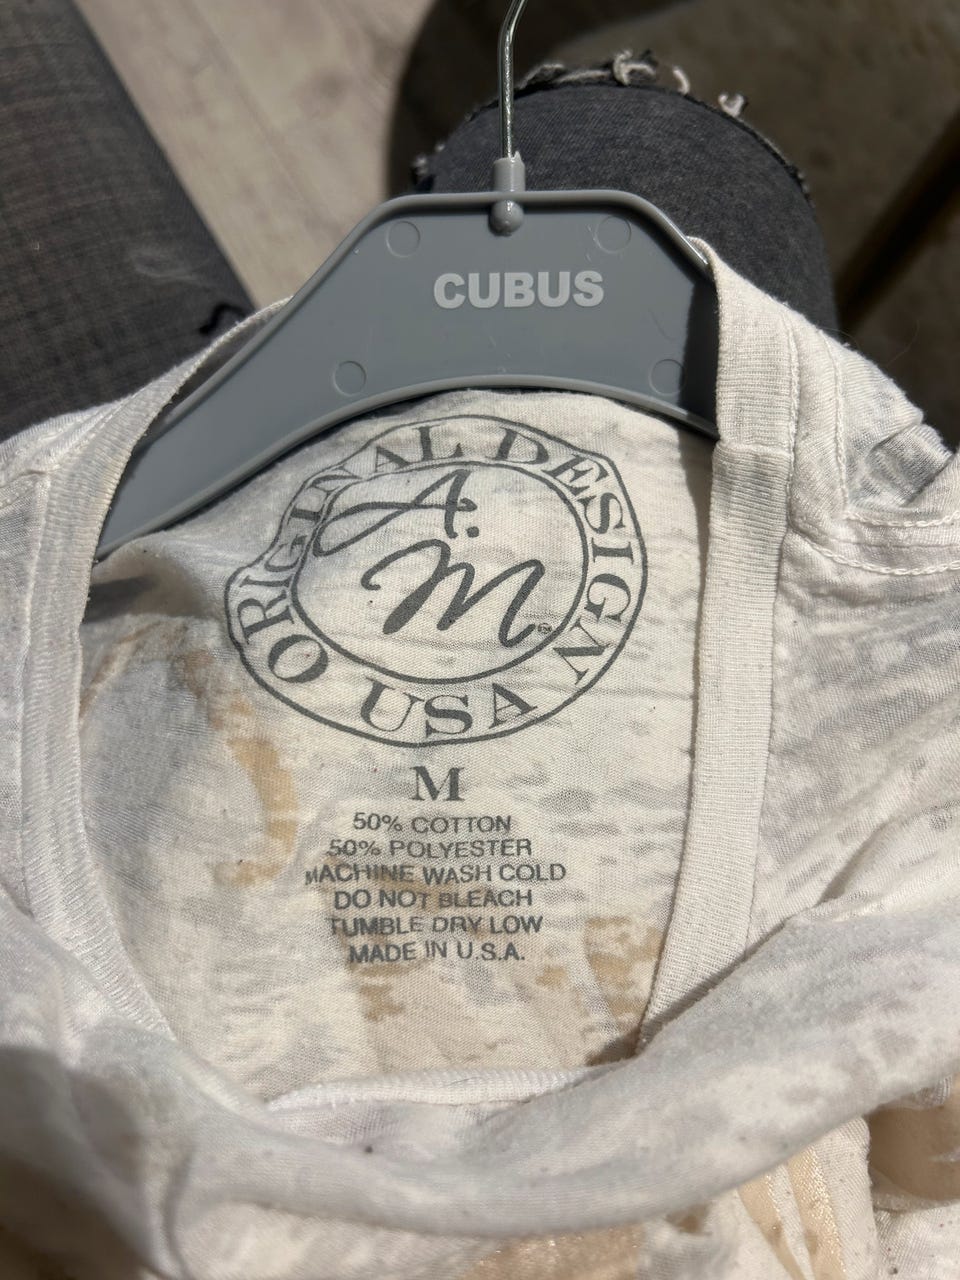 CUBUS
ORIGINAL DESIGN
A.
M™
USA
M
50% COTTON
50% POLYESTER
MACHINE WASH COLD
DO NOT BLEACH
TUMBLE DRY LOW
MADE IN U.S.A.